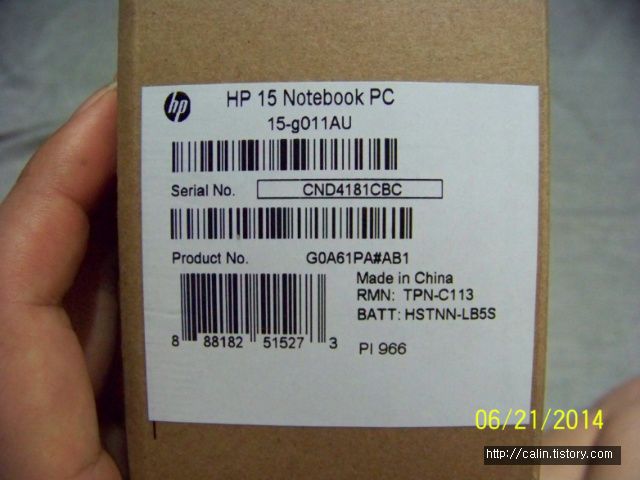 hp
HP 15 Notebook PC
15-g011AU
Serial No. CND4181CBC
Product No. G0A61PA#AB1
Made in China
RMN: TPN-C113
BATT: HSTNN-LB5S
8 88182 51527 3
PI 966
06/21/2014
http://calin.tistory.com